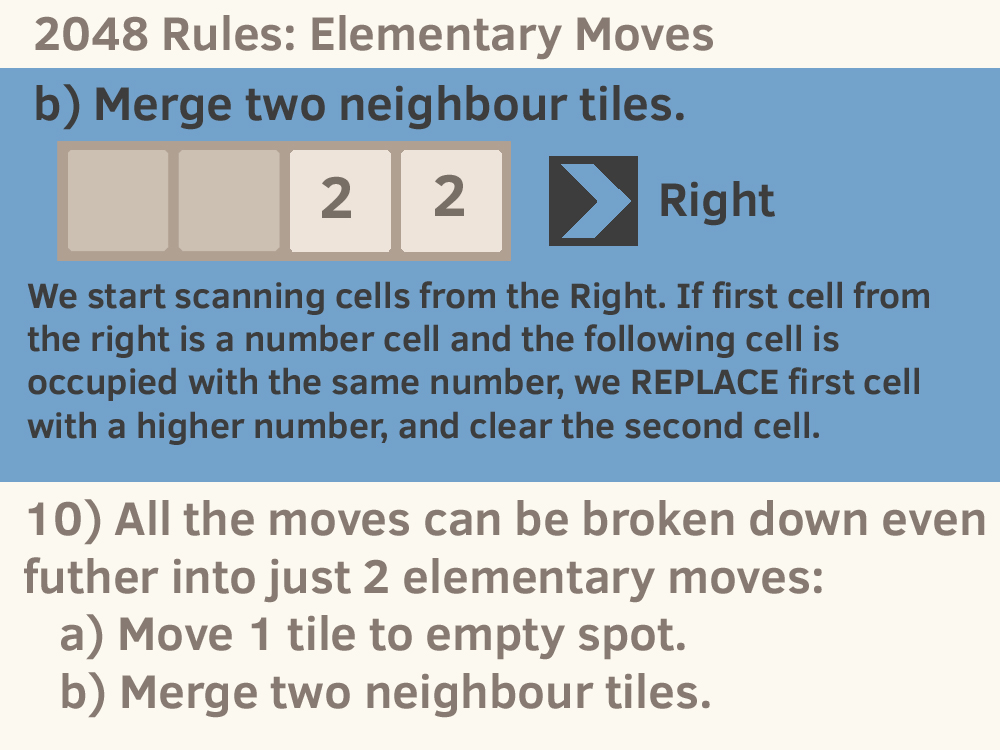 2048 Rules: Elementary Moves
b) Merge two neighbour tiles.
2 2 Right
We start scanning cells from the Right. If first cell from
the right is a number cell and the following cell is
occupied with the same number, we REPLACE first cell
with a higher number, and clear the second cell.
10) All the moves can be broken down even
futher into just 2 elementary moves:
a) Move 1 tile to empty spot.
b) Merge two neighbour tiles.